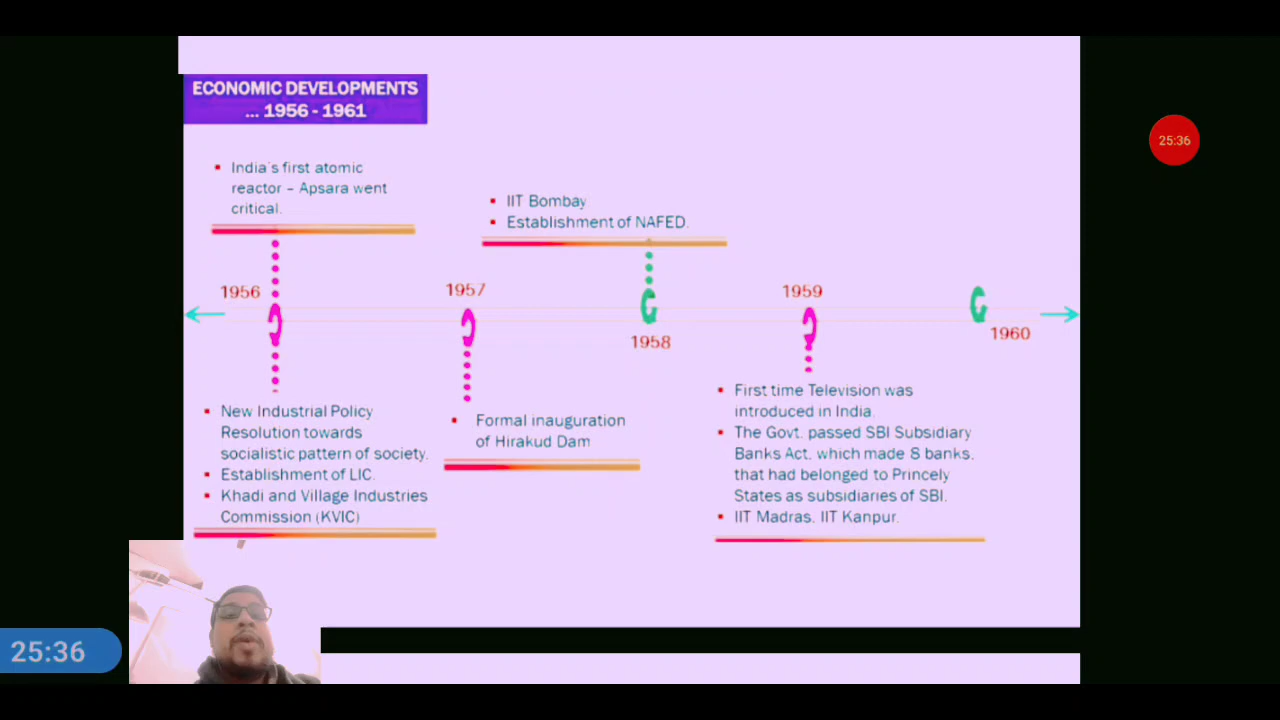 ECONOMIC DEVELOPMENTS
... 1956 - 1961
25:36
▪ India's first atomic
reactor – Apsara went
critical.
▪ IIT Bombay
▪ Establishment of NAFED.
1956
1957
1958
1959
1960
▪ New Industrial Policy
Resolution towards
socialistic pattern of society.
▪ Establishment of LIC.
▪ Khadi and Village Industries
Commission (KVIC)
▪ Formal inauguration
of Hirakud Dam
▪ First time Television was
introduced in India.
▪ The Govt. passed SBI Subsidiary
Banks Act, which made 8 banks,
that had belonged to Princely
States as subsidiaries of SBI.
▪ IIT Madras, IIT Kanpur.
25:36